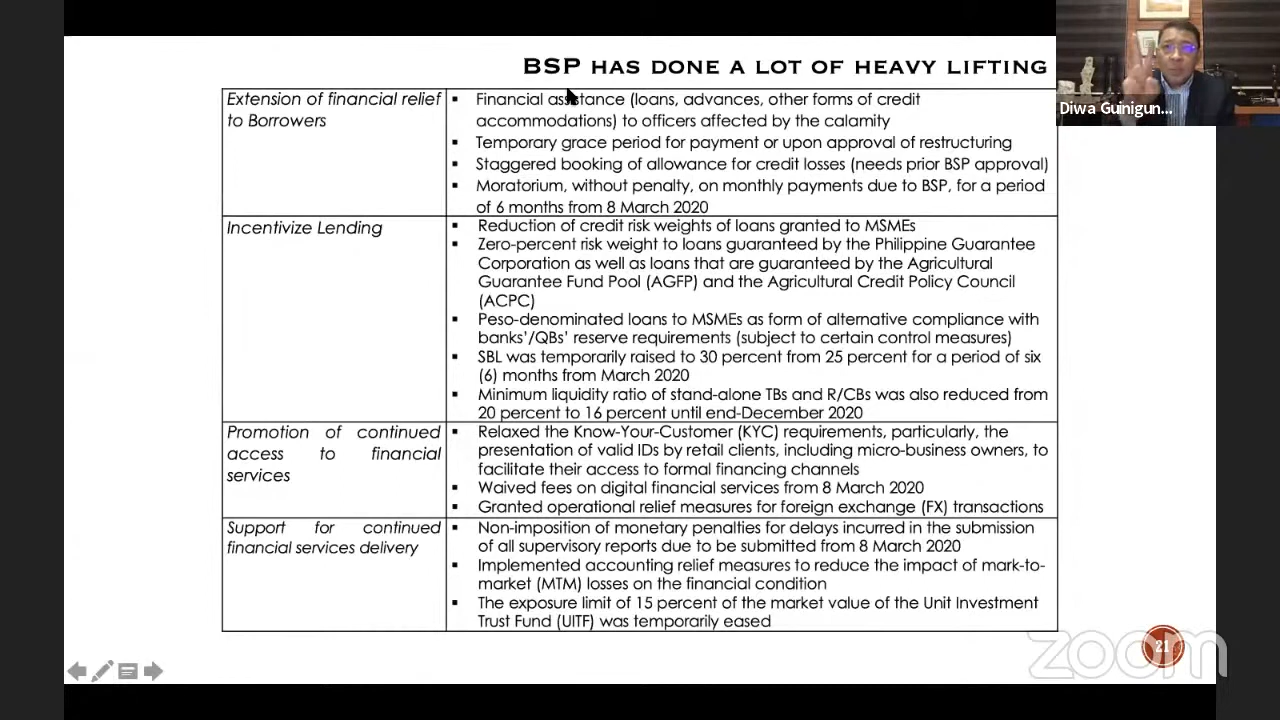 BSP HAS DONE A LOT OF HEAVY LIFTING
Diwa Guinigun...
Extension of financial relief
to Borrowers
▪ Financial assistance (loans, advances, other forms of credit
accommodations) to officers affected by the calamity
▪ Temporary grace period for payment or upon approval of restructuring
▪ Staggered booking of allowance for credit losses (needs prior BSP approval)
▪ Moratorium, without penalty, on monthly payments due to BSP, for a period
of 6 months from 8 March 2020
Incentivize Lending
▪ Reduction of credit risk weights of loans granted to MSMEs
▪ Zero-percent risk weight to loans guaranteed by the Philippine Guarantee
Corporation as well as loans that are guaranteed by the Agricultural
Guarantee Fund Pool (AGFP) and the Agricultural Credit Policy Council
(ACPC)
▪ Peso-denominated loans to MSMEs as form of alternative compliance with
banks'/QBs' reserve requirements (subject to certain control measures)
▪ SBL was temporarily raised to 30 percent from 25 percent for a period of six
(6) months from March 2020
▪ Minimum liquidity ratio of stand-alone TBs and R/CBs was also reduced from
20 percent to 16 percent until end-December 2020
Promotion of continued
access to financial
services
▪ Relaxed the Know-Your-Customer (KYC) requirements, particularly, the
presentation of valid IDs by retail clients, including micro-business owners, to
facilitate their access to formal financing channels
▪ Waived fees on digital financial services from 8 March 2020
▪ Granted operational relief measures for foreign exchange (FX) transactions
Support for continued
financial services delivery
▪ Non-imposition of monetary penalties for delays incurred in the submission
of all supervisory reports due to be submitted from 8 March 2020
▪ Implemented accounting relief measures to reduce the impact of mark-to-
market (MTM) losses on the financial condition
▪ The exposure limit of 15 percent of the market value of the Unit Investment
Trust Fund (UITF) was temporarily eased
21
zoom